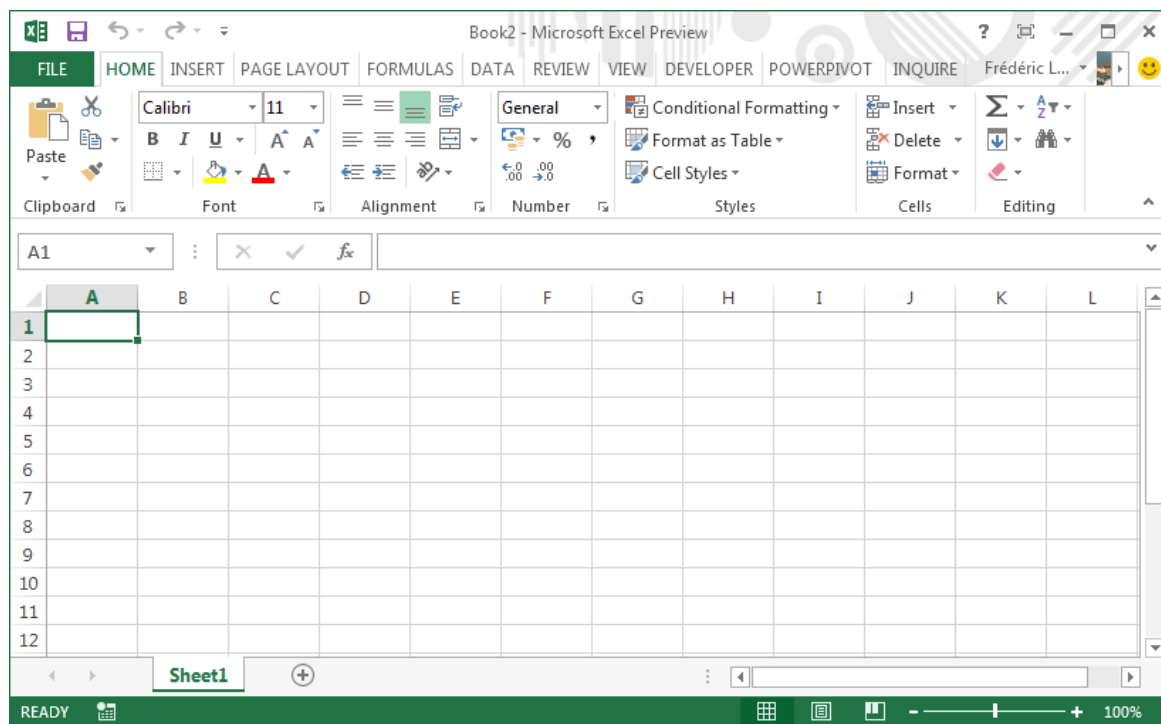 Book2 - Microsoft Excel Preview ?
FILE HOME INSERT PAGE LAYOUT FORMULAS DATA REVIEW VIEW DEVELOPER POWERPIVOT INQUIRE Frédéric L...
Calibri 11 General Conditional Formatting Insert Σ
Paste B I U A A % , Format as Table Delete
A .00 .0 Cell Styles Format
Clipboard Font Alignment Number Styles Cells Editing
A1 fx
A B C D E F G H I J K L
1
2
3
4
5
6
7
8
9
10
11
12
Sheet1
READY 100%